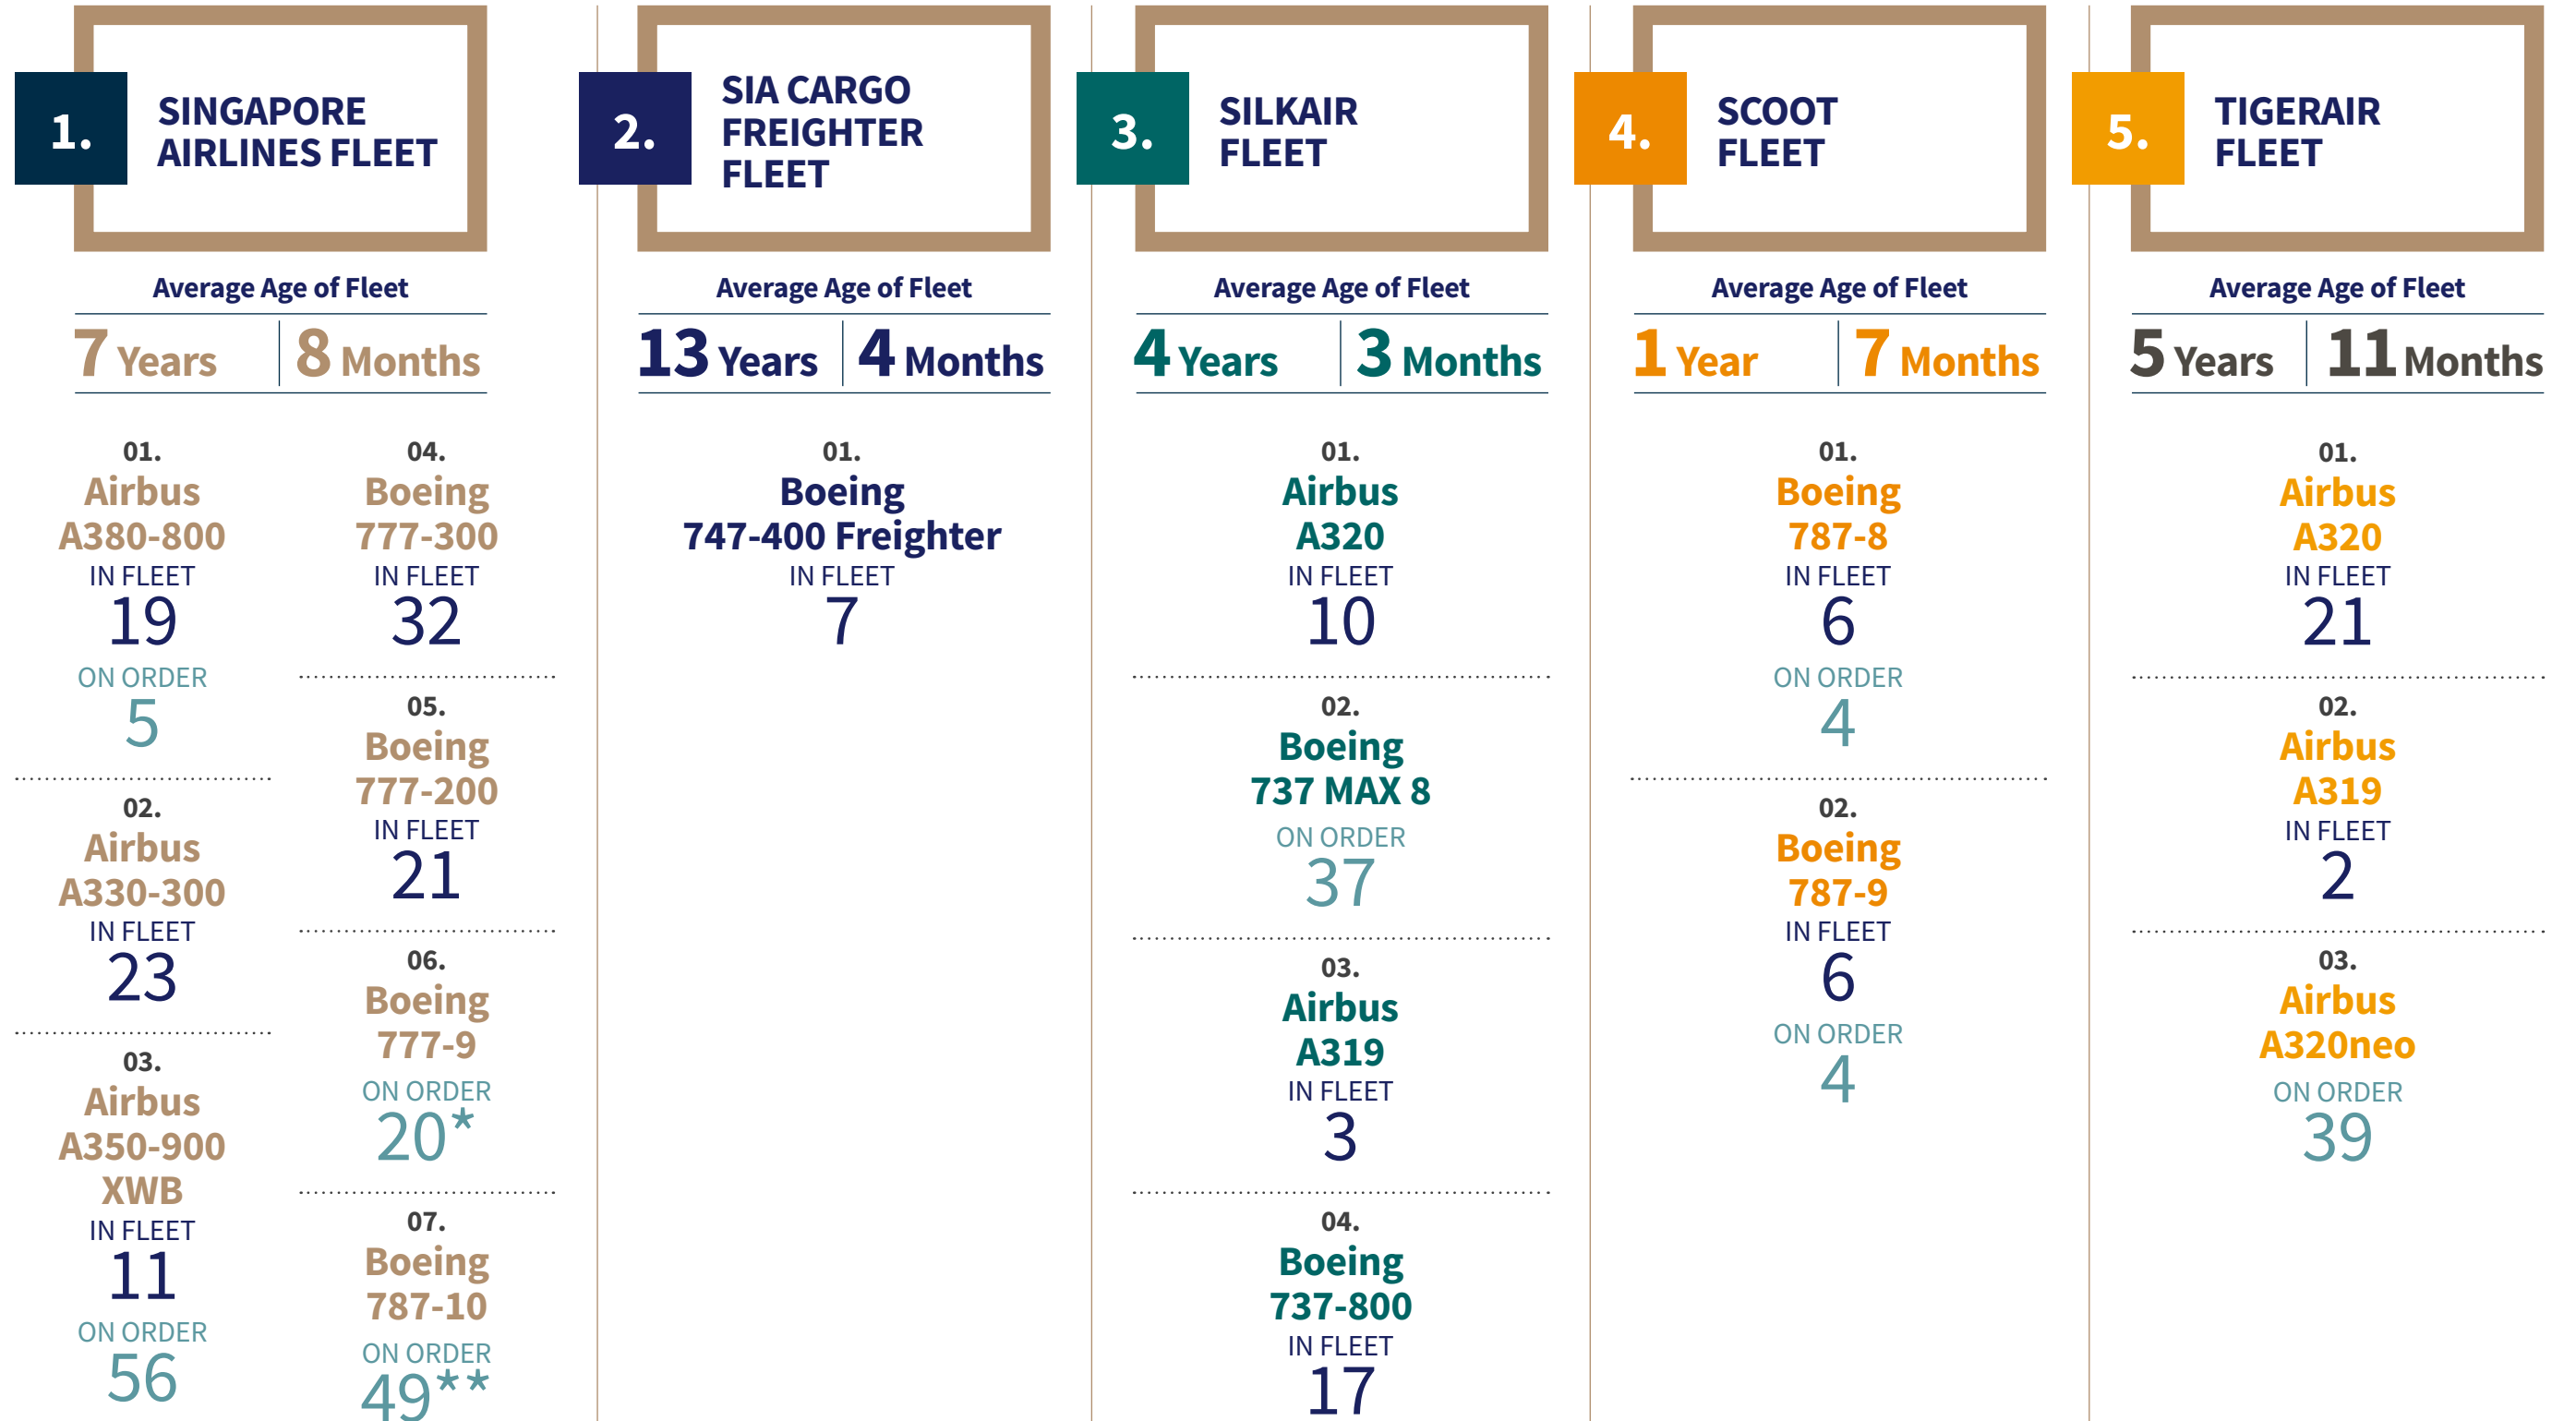 1.
SINGAPORE
AIRLINES FLEET
Average Age of Fleet
7 Years
8 Months
01.
Airbus
A380-800
IN FLEET
19
ON ORDER
5
02.
Airbus
A330-300
IN FLEET
23
03.
Airbus
A350-900
XWB
IN FLEET
11
ON ORDER
56
04.
Boeing
777-300
IN FLEET
32
05.
Boeing
777-200
IN FLEET
21
06.
Boeing
777-9
ON ORDER
20*
07.
Boeing
787-10
ON ORDER
49**
2.
SIA CARGO
FREIGHTER
FLEET
Average Age of Fleet
13 Years
4 Months
01.
Boeing
747-400 Freighter
IN FLEET
7
3.
SILKAIR
FLEET
Average Age of Fleet
4 Years
3 Months
01.
Airbus
A320
IN FLEET
10
02.
Boeing
737 MAX 8
ON ORDER
37
03.
Airbus
A319
IN FLEET
3
04.
Boeing
737-800
IN FLEET
17
4.
SCOOT
FLEET
Average Age of Fleet
1 Year
7 Months
01.
Boeing
787-8
IN FLEET
6
ON ORDER
4
02.
Boeing
787-9
IN FLEET
6
ON ORDER
4
5.
TIGERAIR
FLEET
Average Age of Fleet
5 Years
11 Months
01.
Airbus
A320
IN FLEET
21
02.
Airbus
A319
IN FLEET
2
03.
Airbus
A320neo
ON ORDER
39